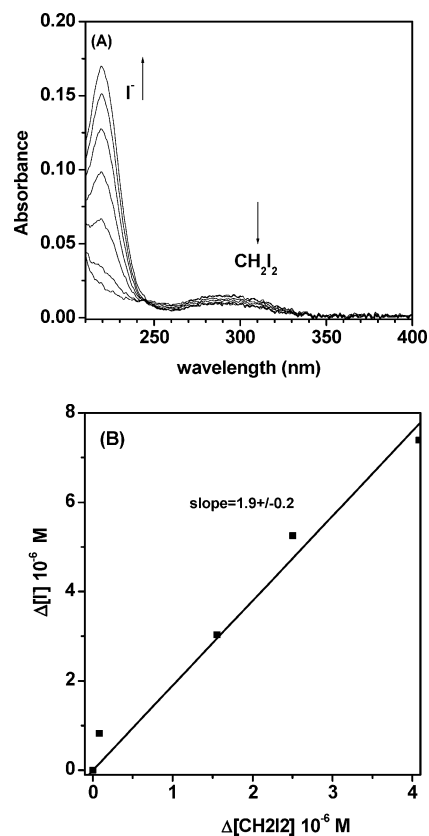 (A)
0.20
0.15
0.10
0.05
0.00
Absorbance
I⁻
CH₂I₂
250 300 350 400
wavelength (nm)
(B)
8
6
4
2
0
Δ[I⁻] 10⁻⁶ M
slope=1.9+/-0.2
0 1 2 3 4
Δ[CH2I2] 10⁻⁶ M